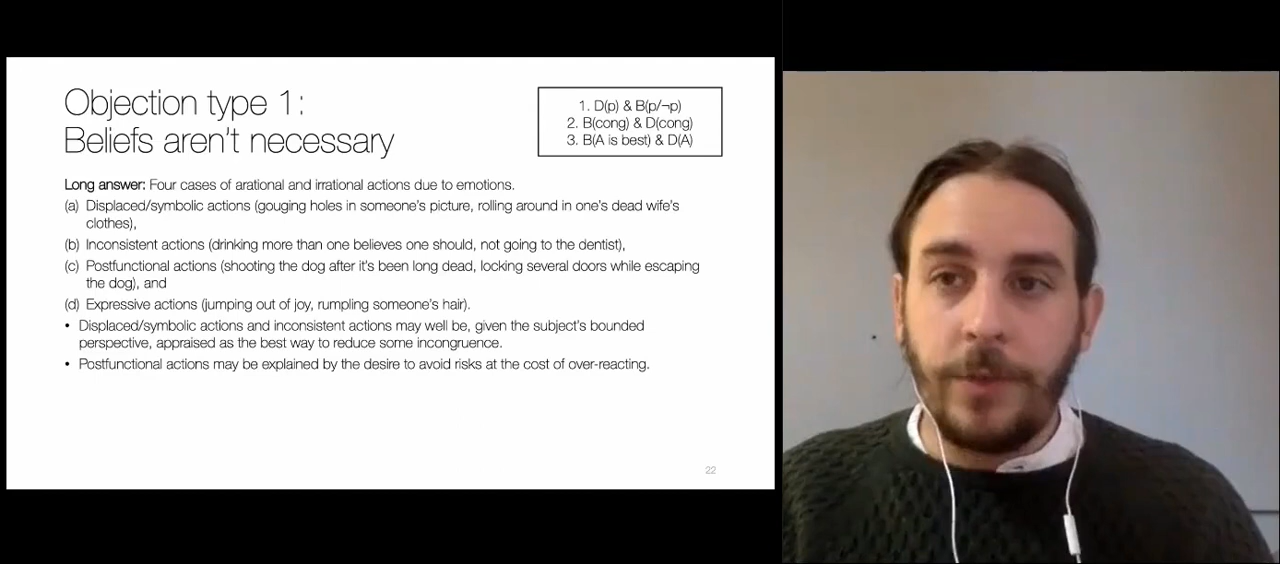 Objection type 1:
Beliefs aren't necessary
1. D(p) & B(p/¬p)
2. B(cong) & D(cong)
3. B(A is best) & D(A)
Long answer: Four cases of arational and irrational actions due to emotions.
(a) Displaced/symbolic actions (gouging holes in someone's picture, rolling around in one's dead wife's
clothes),
(b) Inconsistent actions (drinking more than one believes one should, not going to the dentist),
(c) Postfunctional actions (shooting the dog after it's been long dead, locking several doors while escaping
the dog), and
(d) Expressive actions (jumping out of joy, rumpling someone's hair).
• Displaced/symbolic actions and inconsistent actions may well be, given the subject's bounded
perspective, appraised as the best way to reduce some incongruence.
• Postfunctional actions may be explained by the desire to avoid risks at the cost of over-reacting.
22